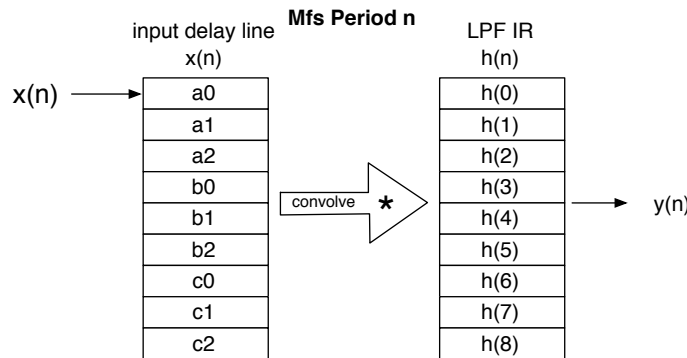 Mfs Period n
input delay line
x(n)
LPF IR
h(n)
x(n)
a0
a1
a2
b0
b1
b2
c0
c1
c2
convolve *
h(0)
h(1)
h(2)
h(3)
h(4)
h(5)
h(6)
h(7)
h(8)
y(n)